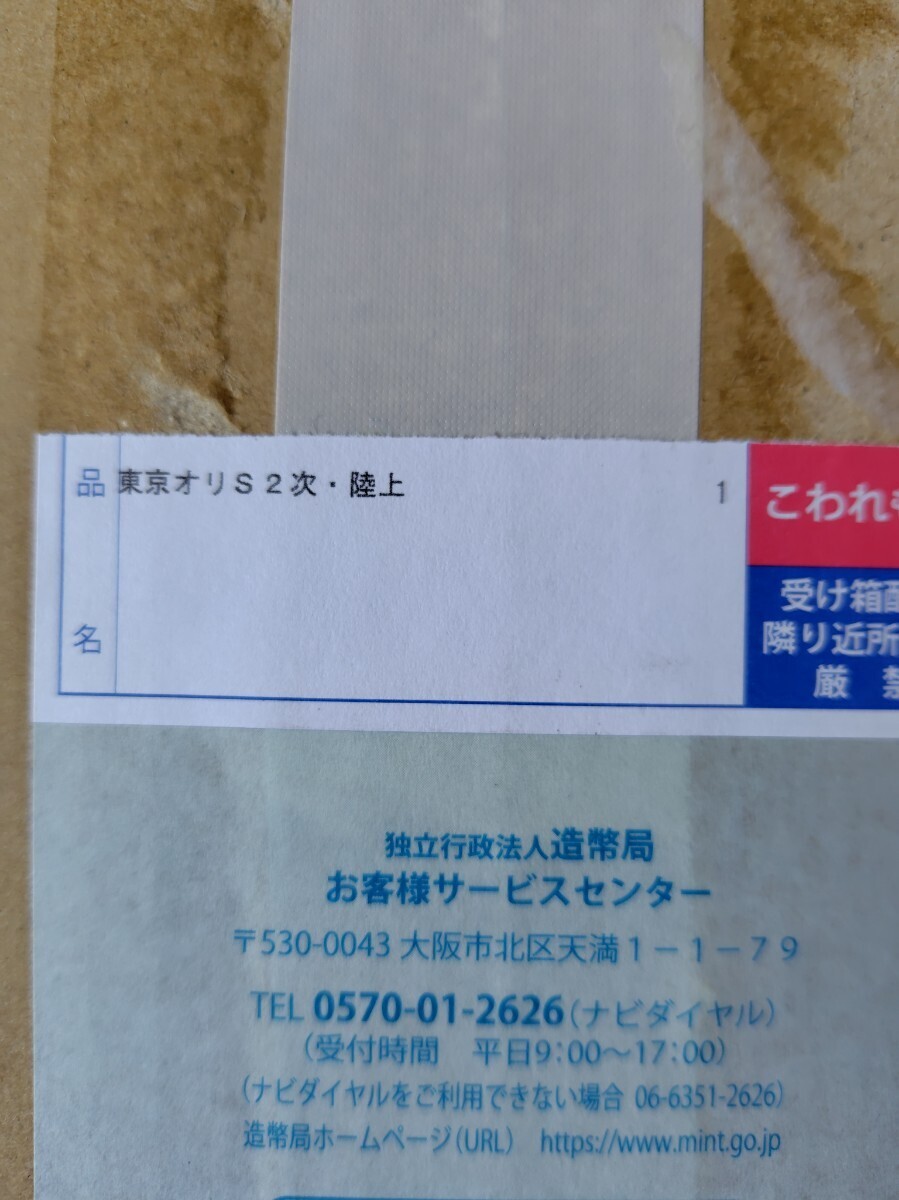 品名
東京オリS2次・陸上 1
こわれ
受け箱
隣り近所
厳
独立行政法人造幣局
お客様サービスセンター
〒530-0043 大阪市北区天満1－1－79
TEL 0570-01-2626(ナビダイヤル)
(受付時間 平日9:00〜17:00)
(ナビダイヤルをご利用できない場合 06-6351-2626)
造幣局ホームページ(URL) https://www.mint.go.jp